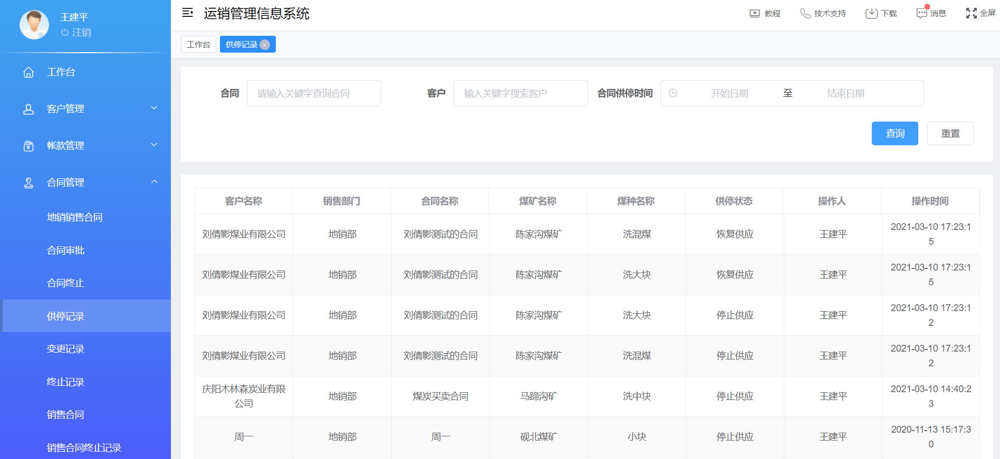 王建平
注销
工作台
客户管理
帐款管理
合同管理
地销销售合同
合同审批
合同终止
供停记录
变更记录
终止记录
销售合同
销售合同终止记录
运销管理信息系统
教程 技术支持 下载 消息 全屏
工作台 供停记录
合同 请输入关键字查询合同 客户 输入关键字搜索客户 合同供停时间 开始日期 至 结束日期
查询 重置
客户名称 销售部门 合同名称 煤矿名称 煤种名称 供停状态 操作人 操作时间
刘倩影煤业有限公司 地销部 刘倩影测试的合同 陈家沟煤矿 洗混煤 恢复供应 王建平 2021-03-10 17:23:1
5
刘倩影煤业有限公司 地销部 刘倩影测试的合同 陈家沟煤矿 洗大块 恢复供应 王建平 2021-03-10 17:23:1
5
刘倩影煤业有限公司 地销部 刘倩影测试的合同 陈家沟煤矿 洗大块 停止供应 王建平 2021-03-10 17:23:1
2
刘倩影煤业有限公司 地销部 刘倩影测试的合同 陈家沟煤矿 洗混煤 停止供应 王建平 2021-03-10 17:23:1
2
庆阳木林森炭业有限
公司 地销部 煤炭买卖合同 马蹄沟矿 洗中块 停止供应 王建平 2021-03-10 14:40:2
3
周一 地销部 周一 砚北煤矿 小块 停止供应 王建平 2020-11-13 15:17:3
0